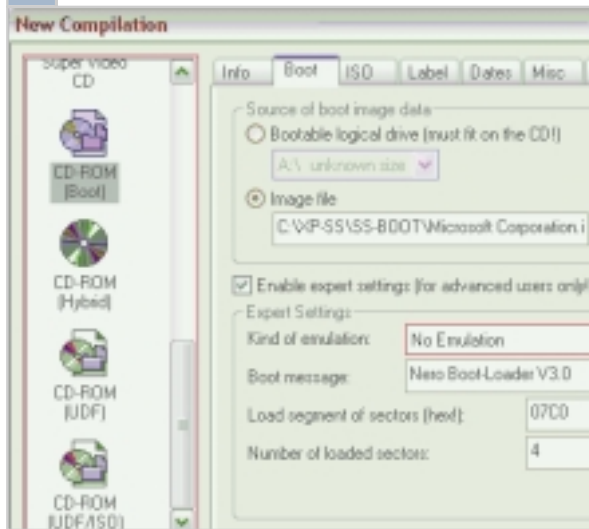 New Compilation
Super Video
CD
CD-ROM
(Boot)
CD-ROM
(Hybrid)
CD-ROM
(UDF)
CD-ROM
(UDF/ISO)
Info Boot ISO Label Dates Misc
Source of boot image data
Bootable logical drive (must fit on the CD!)
A:\ unknown size
Image file
C:\XP-SS\SS-BOOT\Microsoft Corporation.i
Enable expert settings (for advanced users only!
Expert Settings
Kind of emulation: No Emulation
Boot message: Nero Boot-Loader V3.0
Load segment of sectors (hex!): 07C0
Number of loaded sectors: 4